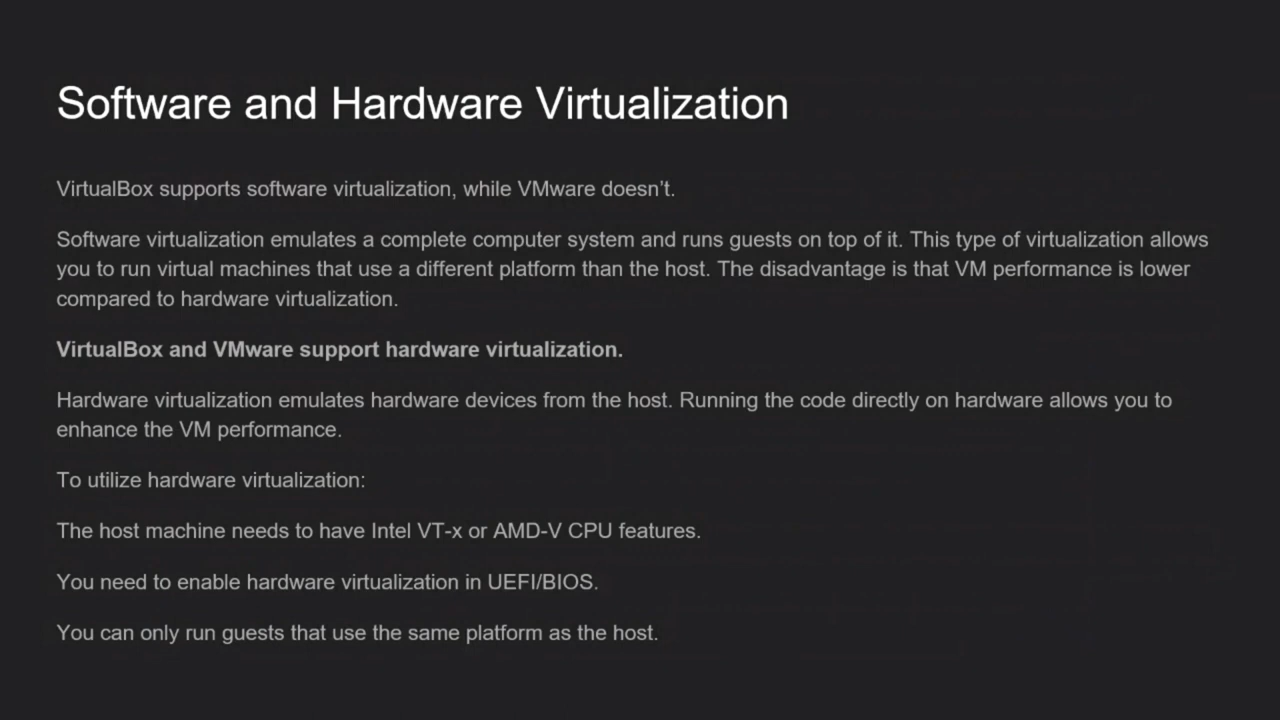 Software and Hardware Virtualization
VirtualBox supports software virtualization, while VMware doesn’t.
Software virtualization emulates a complete computer system and runs guests on top of it. This type of virtualization allows
you to run virtual machines that use a different platform than the host. The disadvantage is that VM performance is lower
compared to hardware virtualization.
VirtualBox and VMware support hardware virtualization.
Hardware virtualization emulates hardware devices from the host. Running the code directly on hardware allows you to
enhance the VM performance.
To utilize hardware virtualization:
The host machine needs to have Intel VT-x or AMD-V CPU features.
You need to enable hardware virtualization in UEFI/BIOS.
You can only run guests that use the same platform as the host.